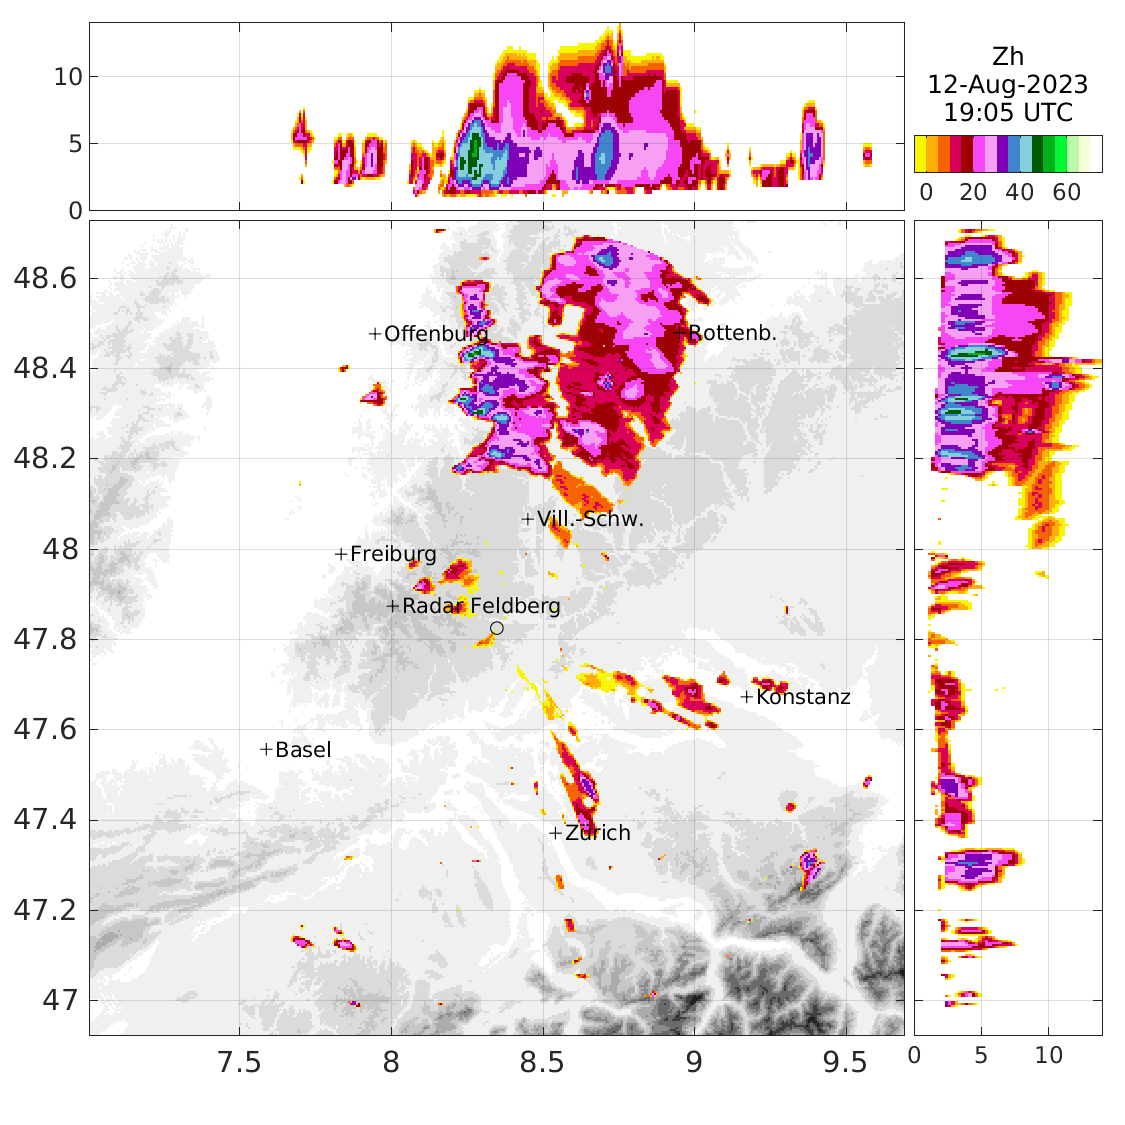 10
5
0
Zh
12-Aug-2023
19:05 UTC
0 20 40 60
48.6
48.4
48.2
48
47.8
47.6
47.4
47.2
47
+Offenburg
+Rottenb.
+Vill.-Schw.
+Freiburg
+Radar Feldberg
+Konstanz
+Basel
+Zurich
7.5 8 8.5 9 9.5
0 5 10